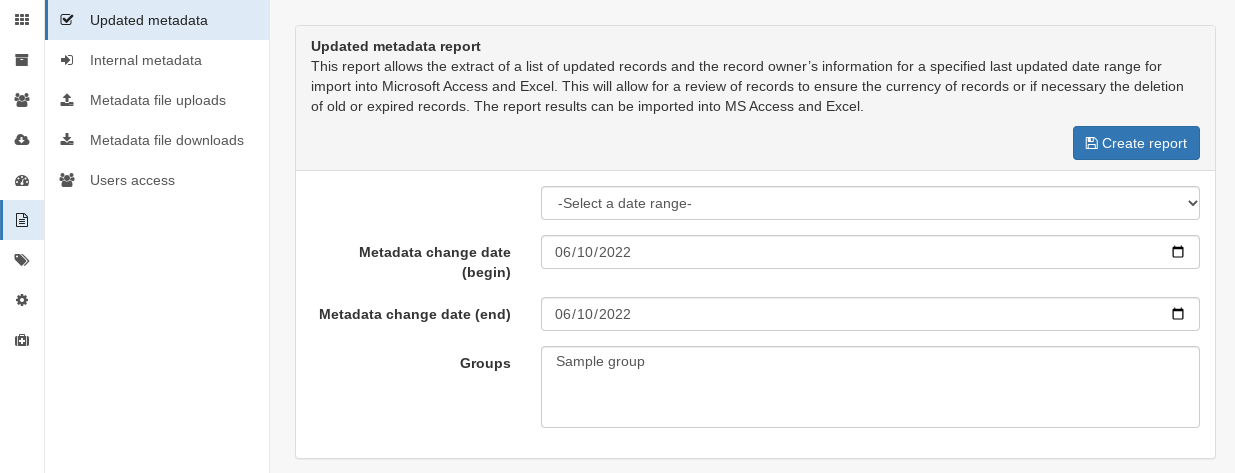 Updated metadata
Internal metadata
Metadata file uploads
Metadata file downloads
Users access
Updated metadata report
This report allows the extract of a list of updated records and the record owner’s information for a specified last updated date range for
import into Microsoft Access and Excel. This will allow for a review of records to ensure the currency of records or if necessary the deletion
of old or expired records. The report results can be imported into MS Access and Excel.
Create report
-Select a date range-
Metadata change date
(begin)
06/10/2022
Metadata change date (end)
06/10/2022
Groups
Sample group